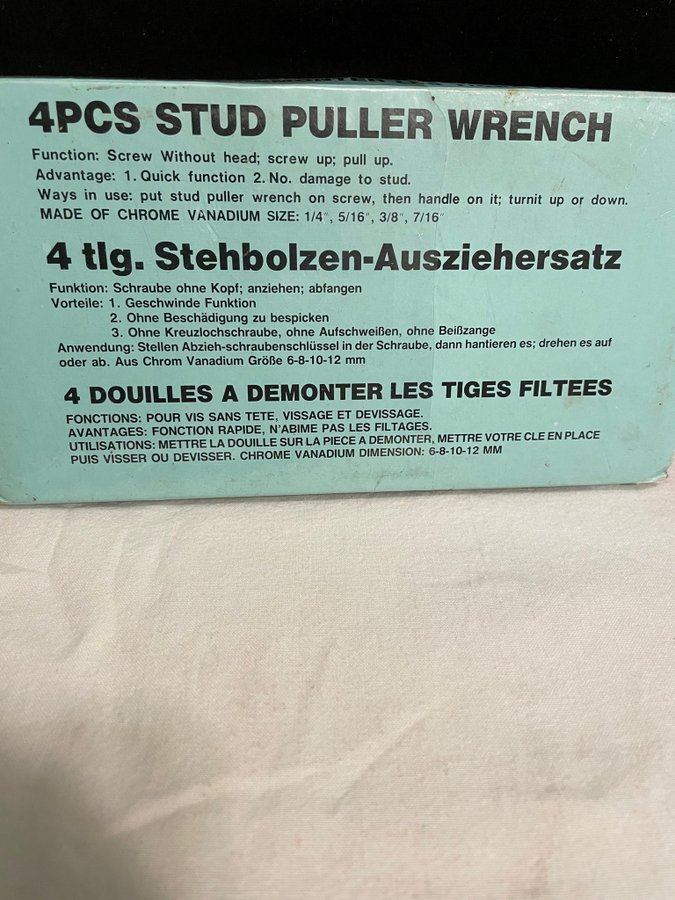 4PCS STUD PULLER WRENCH
Function: Screw Without head; screw up; pull up.
Advantage: 1. Quick function 2. No. damage to stud.
Ways in use: put stud puller wrench on screw, then handle on it; turnit up or down.
MADE OF CHROME VANADIUM SIZE: 1/4", 5/16", 3/8", 7/16"
4 tlg. Stehbolzen-Ausziehersatz
Funktion: Schraube ohne Kopf; anziehen; abfangen
Vorteile: 1. Geschwinde Funktion
2. Ohne Beschädigung zu bespicken
3. Ohne Kreuzlochschraube, ohne Aufschweißen, ohne Beißzange
Anwendung: Stellen Abzieh-schraubenschlüssel in der Schraube, dann hantieren es; drehen es auf
oder ab. Aus Chrom Vanadium Größe 6-8-10-12 mm
4 DOUILLES A DEMONTER LES TIGES FILTEES
FONCTIONS: POUR VIS SANS TETE, VISSAGE ET DEVISSAGE.
AVANTAGES: FONCTION RAPIDE, N'ABIME PAS LES FILTAGES.
UTILISATIONS: METTRE LA DOUILLE SUR LA PIECE A DEMONTER, METTRE VOTRE CLE EN PLACE
PUIS VISSER OU DEVISSER. CHROME VANADIUM DIMENSION: 6-8-10-12 MM